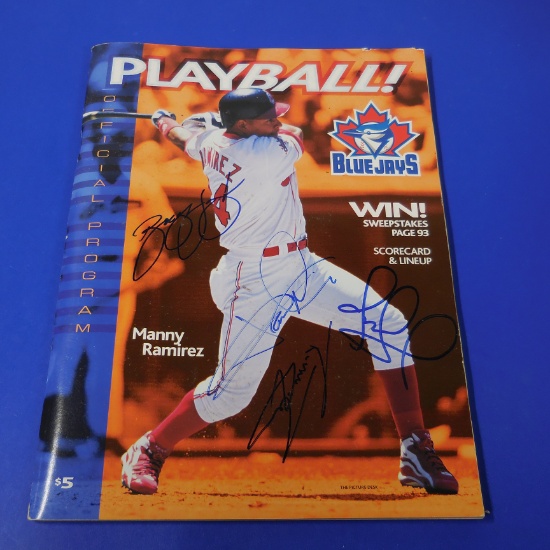 PLAYBALL!
OFFICIAL PROGRAM
BLUE JAYS
WIN!
SWEEPSTAKES
PAGE 93
SCORECARD
& LINEUP
Manny
Ramirez
$5